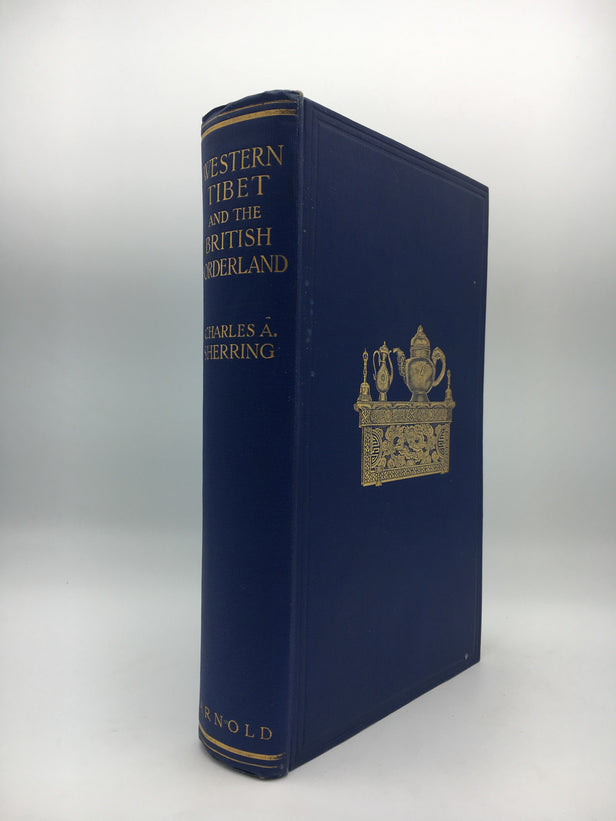 WESTERN
TIBET
AND THE
BRITISH
BORDERLAND
CHARLES A.
SHERRING
ARNOLD